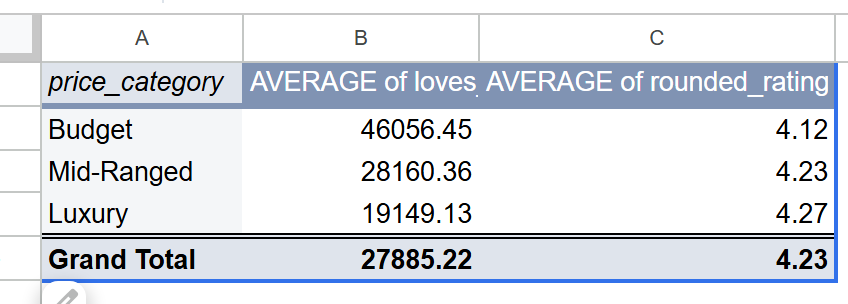 A B C
price_category AVERAGE of loves_ AVERAGE of rounded_rating
Budget 46056.45 4.12
Mid-Ranged 28160.36 4.23
Luxury 19149.13 4.27
Grand Total 27885.22 4.23